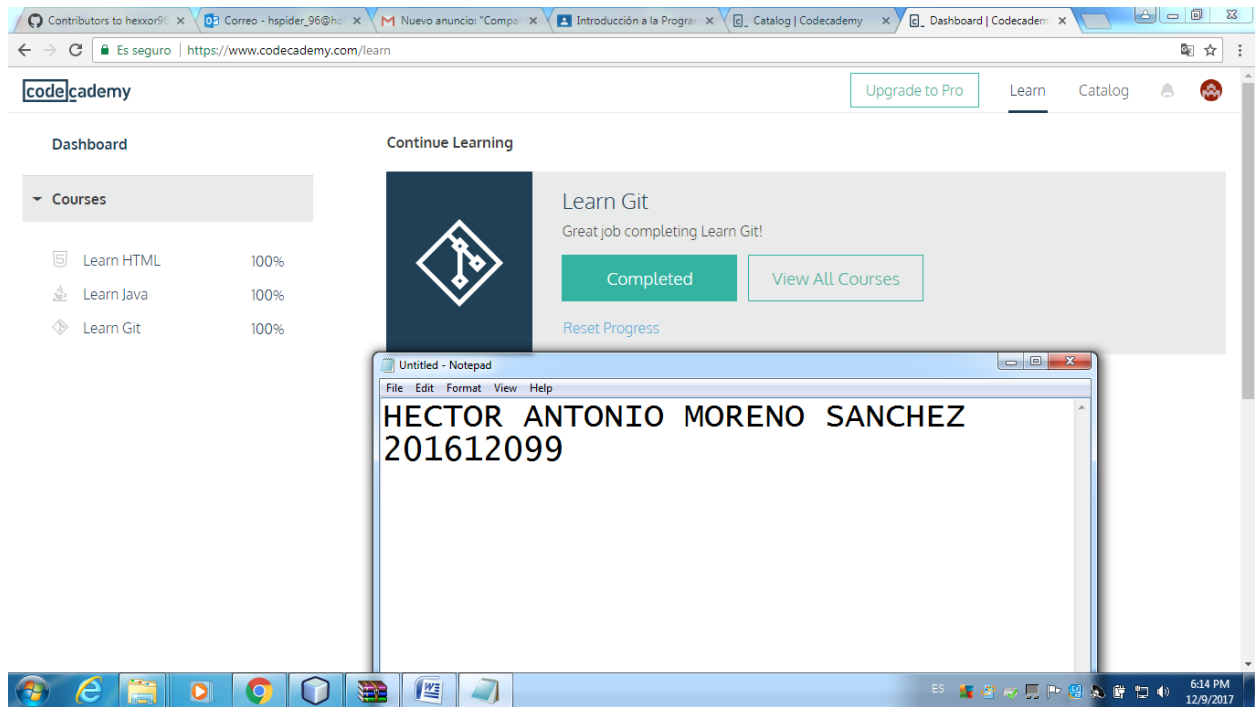 Contributors to hexxor9
Correo - hspider_96@ho
Nuevo anuncio: "Compa
Introducción a la Progra
c_ Catalog | Codecademy
c_ Dashboard | Codecadem
Es seguro | https://www.codecademy.com/learn
codecademy
Upgrade to Pro
Learn
Catalog
Dashboard
Courses
Learn HTML 100%
Learn Java 100%
Learn Git 100%
Continue Learning
Learn Git
Great job completing Learn Git!
Completed
View All Courses
Reset Progress
Untitled - Notepad
File Edit Format View Help
HECTOR ANTONIO MORENO SANCHEZ
201612099
ES
6:14 PM
12/9/2017